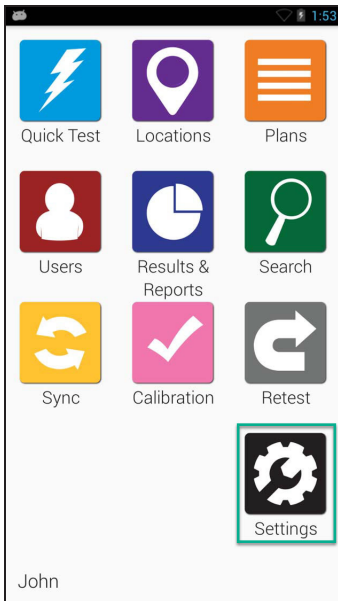 1:53
Quick Test
Locations
Plans
Users
Results &
Reports
Search
Sync
Calibration
Retest
Settings
John